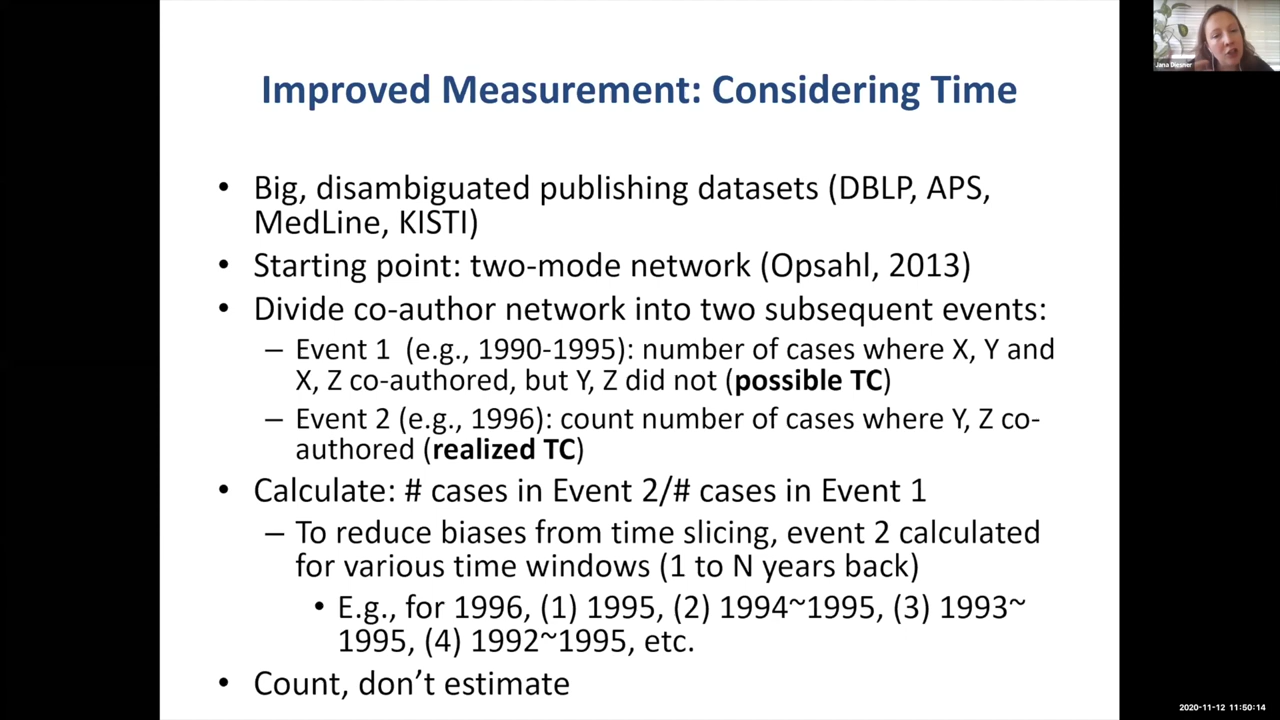 Jana Diesner
Improved Measurement: Considering Time
• Big, disambiguated publishing datasets (DBLP, APS,
MedLine, KISTI)
• Starting point: two-mode network (Opsahl, 2013)
• Divide co-author network into two subsequent events:
– Event 1 (e.g., 1990-1995): number of cases where X, Y and
X, Z co-authored, but Y, Z did not (possible TC)
– Event 2 (e.g., 1996): count number of cases where Y, Z co-
authored (realized TC)
• Calculate: # cases in Event 2/# cases in Event 1
– To reduce biases from time slicing, event 2 calculated
for various time windows (1 to N years back)
• E.g., for 1996, (1) 1995, (2) 1994~1995, (3) 1993~
1995, (4) 1992~1995, etc.
• Count, don’t estimate
2020-11-12 11:50:14